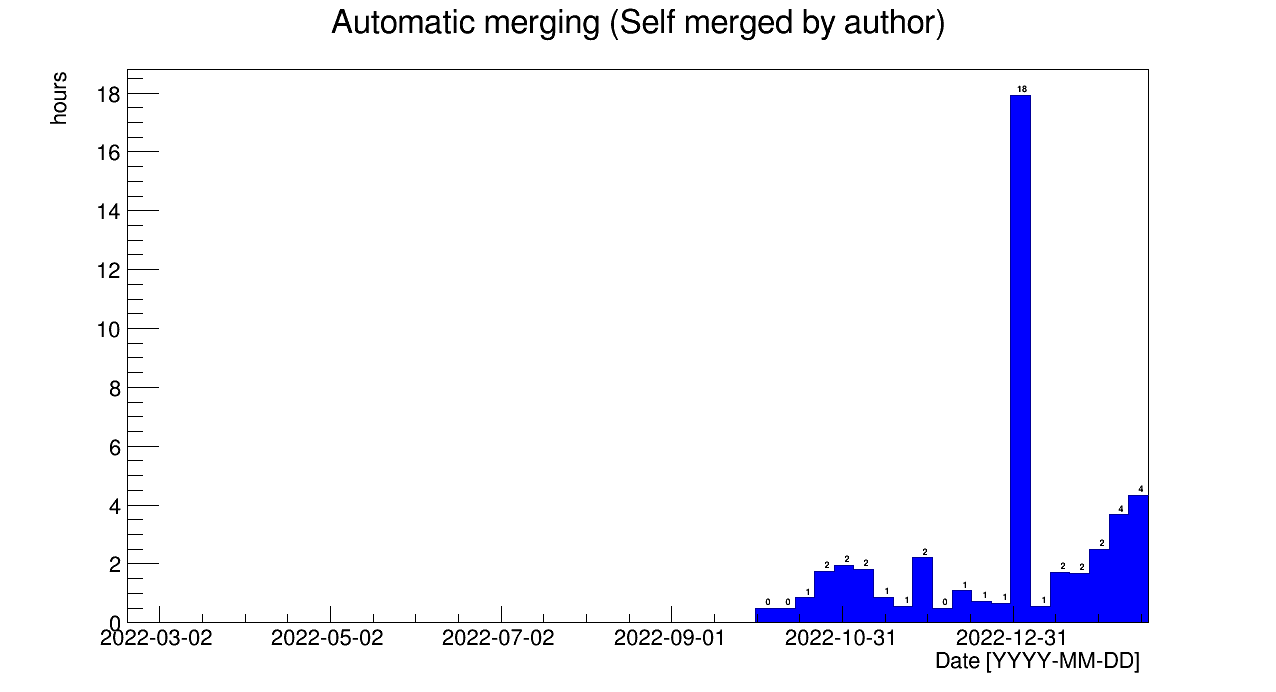 Automatic merging (Self merged by author)
hours
18
16
14
12
10
8
6
4
2
0
18
0 0 1 2 2 2 1 1 2 0 1 1 1 1 2 2 2 4 4
2022-03-02 2022-05-02 2022-07-02 2022-09-01 2022-10-31 2022-12-31
Date [YYYY-MM-DD]